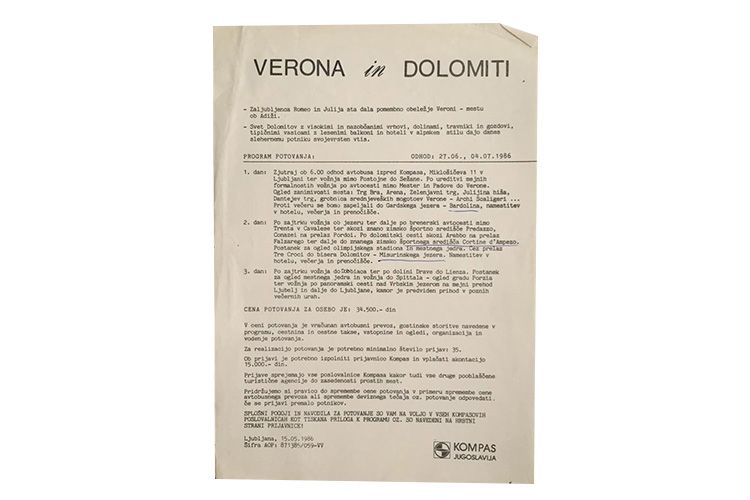 VERONA in DOLOMITI
- Zaljubljenca Romeo in Julija sta dala pomembno obeležje Veroni - mestu
ob Adiži.
- Svet Dolomitov z visokimi in nazobčanimi vrhovi, dolinami, travniki in gozdovi,
tipičnimi vasicami z lesenimi balkoni in hoteli v alpskem stilu dajo danes
slehernemu potniku svojevrsten vtis.
PROGRAM POTOVANJA: ODHOD: 27.06., 04.07.1986
1. dan: Zjutraj ob 6.00 odhod avtobusa izpred Kompasa, Miklošičeva 11 v
Ljubljani ter vožnja mimo Postojne do Sežane. Po ureditvi mejnih
formalnosti vožnja po avtocesti mimo Mester in Padove do Verone.
Ogled zanimivosti mesta: Trg Bra, Arena, Zelenjavni trg, Julijina hiša,
Dantejev trg, grobnica srednjeveških mogotov Verone - Archi Scaligeri ...
Proti večeru se bomo zapeljali do Gardskega jezera - Bardolina, namestitev
v hotelu, večerja in prenočišče.
2. dan: Po zajtrku vožnja ob jezeru ter dalje po brenerski avtocesti mimo
Trenta v Cavalese ter skozi znano zimsko športno središče Predazzo,
Conazei na prelaz Pordoi. Po dolomitski cesti skozi Arebbo na prelaz
Falzarego ter dalje do znanega zimsko športnega središča Cortine d'Ampezo.
Postanek za ogled olimpijskega stadiona in mestnega jedra. Čez prelaz
Tre Croci do bisera Dolomitov - Misurinskega jezera. Namestitev v
hotelu, večerja in prenočišče.
3. dan: Po zajtrku vožnja do Dobbiaca ter po dolini Drave do Lienza. Postanek
za ogled mestnega jedra in vožnja do Spittala - ogled gradu Porzia
ter vožnja po panoramski cesti nad Vrbskim jezerom na mejni prehod
Ljubelj in dalje do Ljubljane, kamor je predviden prihod v poznih
večernih urah.
CENA POTOVANJA ZA OSEBO JE: 34.500.- din
V ceni potovanja je vračunan avtobusni prevoz, gostinske storitve navedene v
programu, cestnina in cestne takse, vstopnine in ogledi, organizacija in
vodenje potovanja.
Za realizacijo potovanja je potrebno minimalno število prijav: 35.
Ob prijavi je potrebno izpolniti prijavnico Kompas in vplačati akontacijo
15.000.- din.
Prijave sprejemajo vse poslovalnice Kompasa kakor tudi vse druge pooblaščene
turistične agencije do zasedenosti prostih mest.
Pridržujemo si pravico do spremembe cene potovanja v primeru spremembe cene
avtobusnega prevoza ali spremembe deviznega tečaja oz. potovanje odpovedati,
če se prijavi premalo potnikov.
SPLOŠNI POGOJI IN NAVODILA ZA POTOVANJE SO VAM NA VOLJO V VSEH KOMPASOVIH
POSLOVALNICAH KOT TISKANA PRILOGA K PROGRAMU OZ. SO NAVEDENI NA HRBTNI
STRANI PRIJAVNICE!
Ljubljana, 15.05.1986
Šifra AOP: 871385/059-VV
KOMPAS
JUGOSLAVIJA